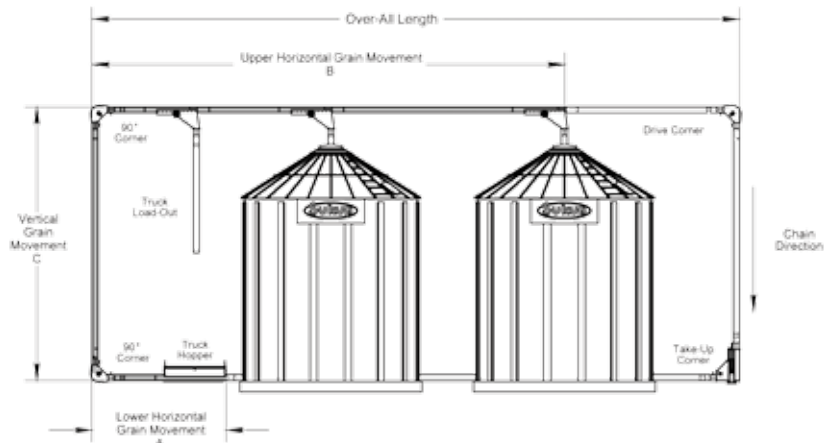 Over-All Length
Upper Horizontal Grain Movement
B
90°
Corner
Drive Corner
Truck
Load-Out
Vertical
Grain
Movement
C
Chain
Direction
90°
Corner
Truck
Hopper
Take-Up
Corner
Lower Horizontal
Grain Movement
A